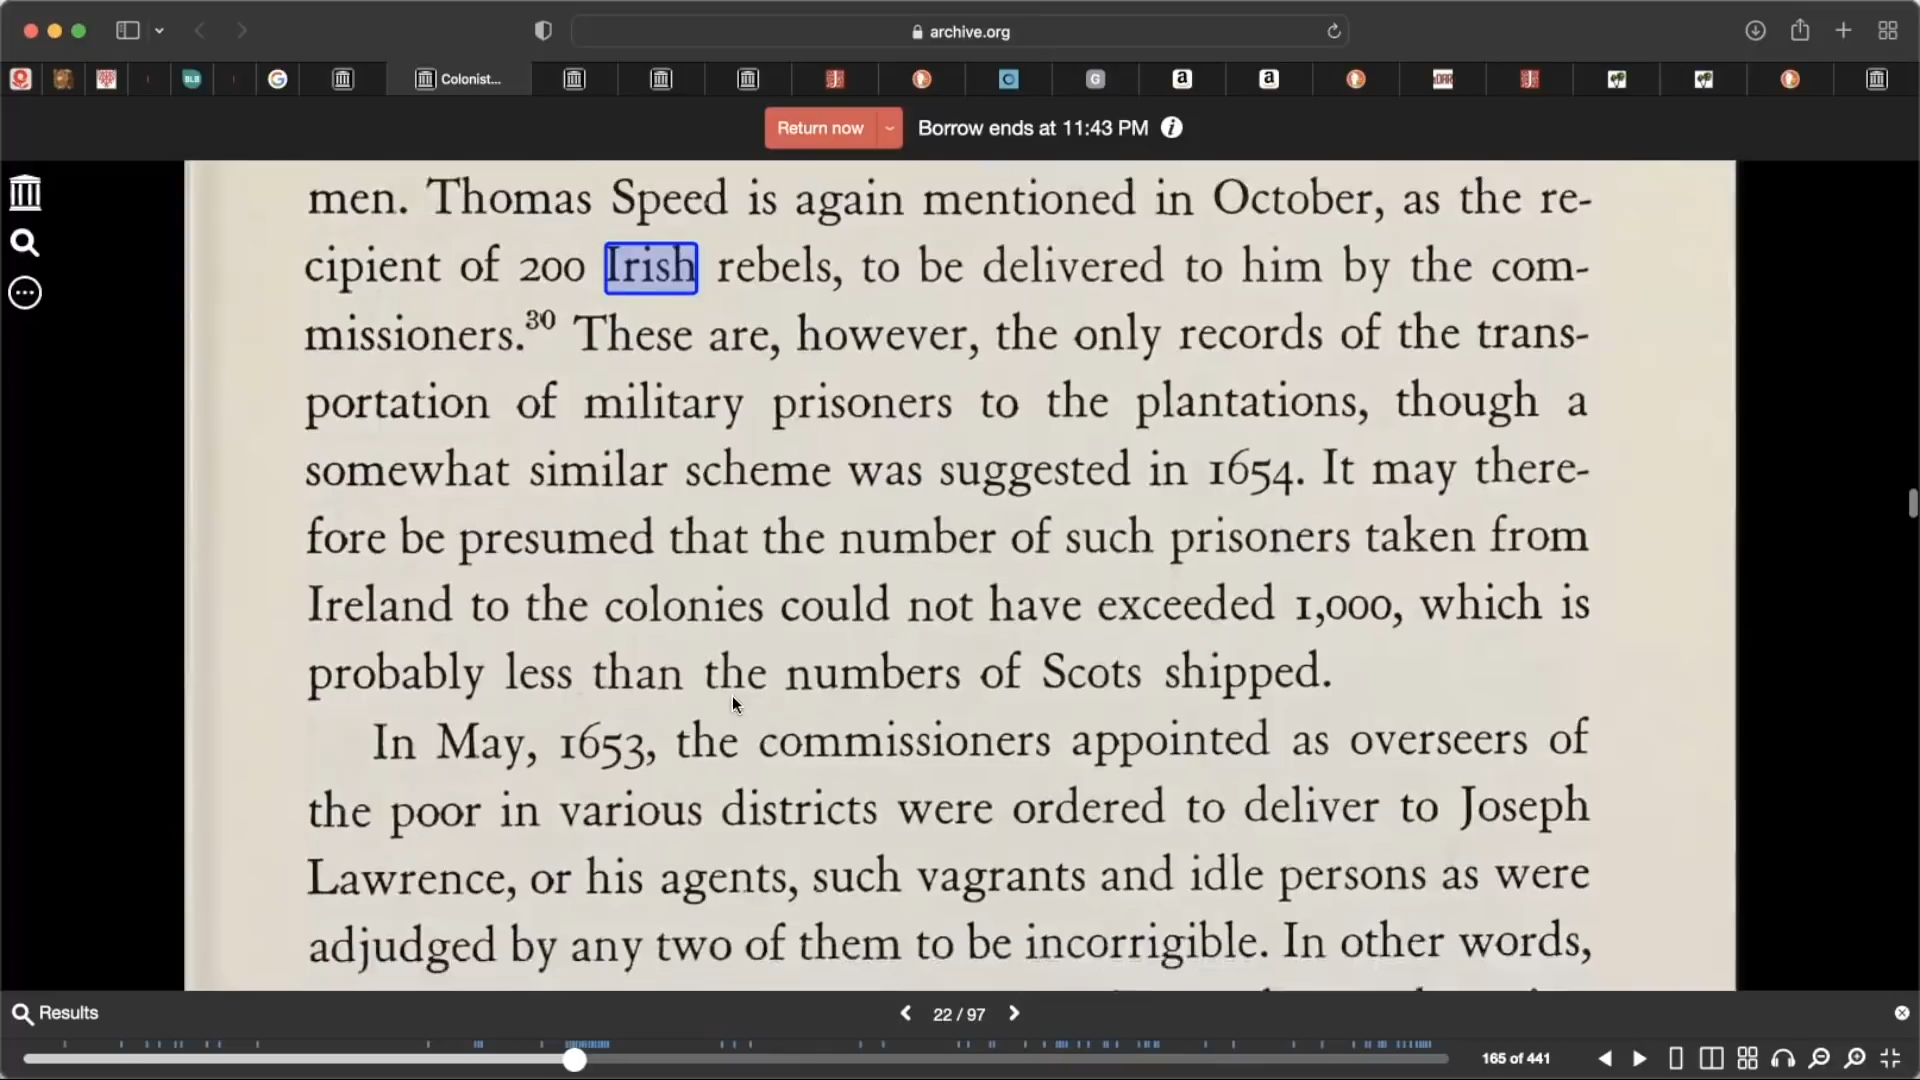 archive.org
BLB
Colonist...
G
a
a
DAR
Return now
Borrow ends at 11:43 PM
men. Thomas Speed is again mentioned in October, as the re-
cipient of 200 Irish rebels, to be delivered to him by the com-
missioners.30 These are, however, the only records of the trans-
portation of military prisoners to the plantations, though a
somewhat similar scheme was suggested in 1654. It may there-
fore be presumed that the number of such prisoners taken from
Ireland to the colonies could not have exceeded 1,000, which is
probably less than the numbers of Scots shipped.
In May, 1653, the commissioners appointed as overseers of
the poor in various districts were ordered to deliver to Joseph
Lawrence, or his agents, such vagrants and idle persons as were
adjudged by any two of them to be incorrigible. In other words,
Results
22 / 97
165 of 441